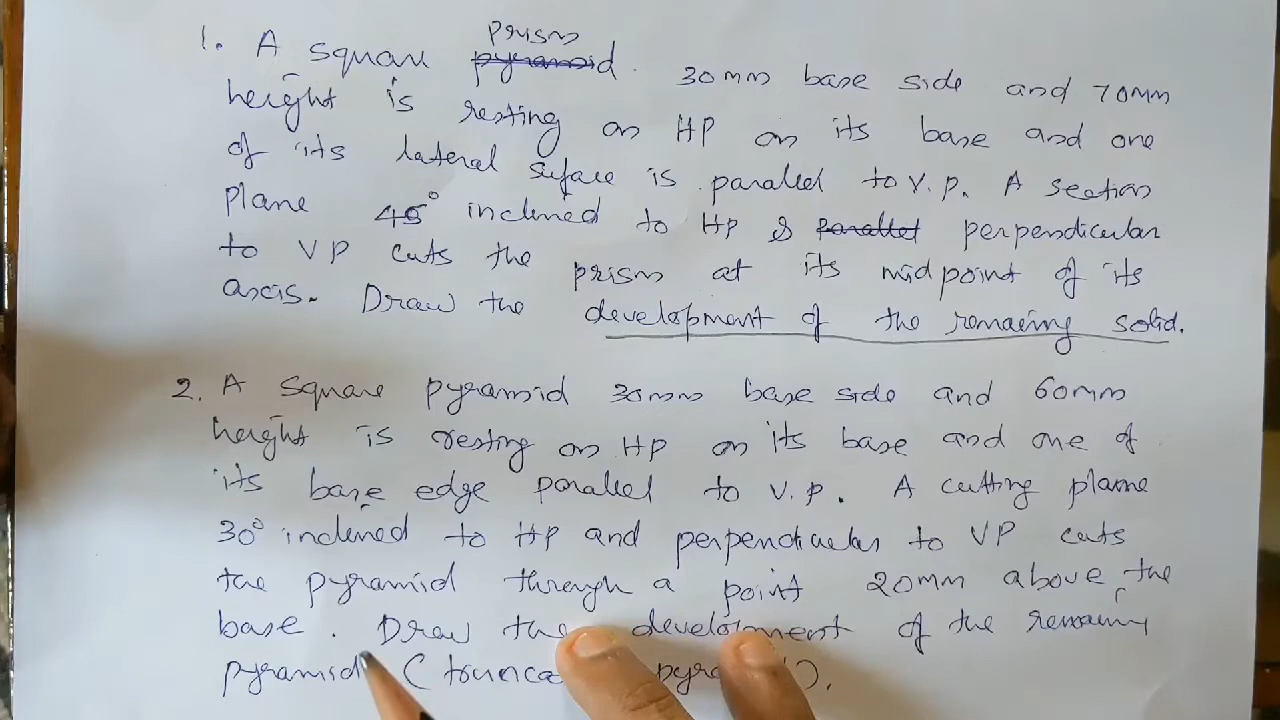 prism
1. A square pyramid. 30mm base side and 70mm
height is resting on HP on its base and one
of its lateral suface is parallel to V.P. A section
plane 45° inclined to HP & parallel perpendicular
to VP cuts the prism at its midpoint of its
axis. Draw the development of the remaing solid.
2. A square pyramid 30mm base side and 60mm
height is resting on HP on its base and one of
its base edge parallel to V.P. A cutting plane
30° inclined to HP and perpendicular to VP cuts
the pyramid through a point 20mm above the
base. Draw the development of the remaing
pyramid (